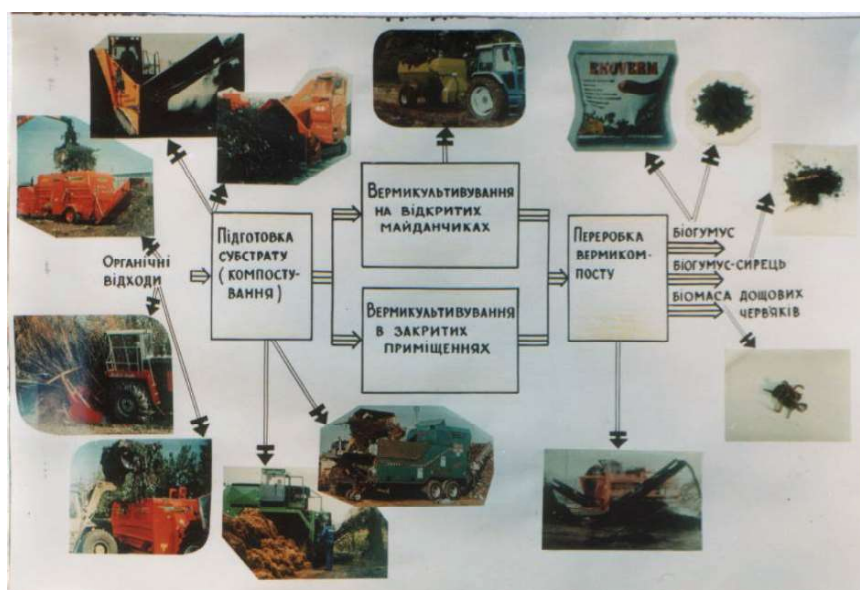 EKOVERM
Органічні
відходи
Підготовка
субстрату
(компосту-
вання)
Вермикультивування
на відкритих
майданчиках
Вермикультивування
в закритих
приміщеннях
Переробка
вермиком-
посту
Біогумус
Біогумус-сирець
Біомаса дощових
черв'яків